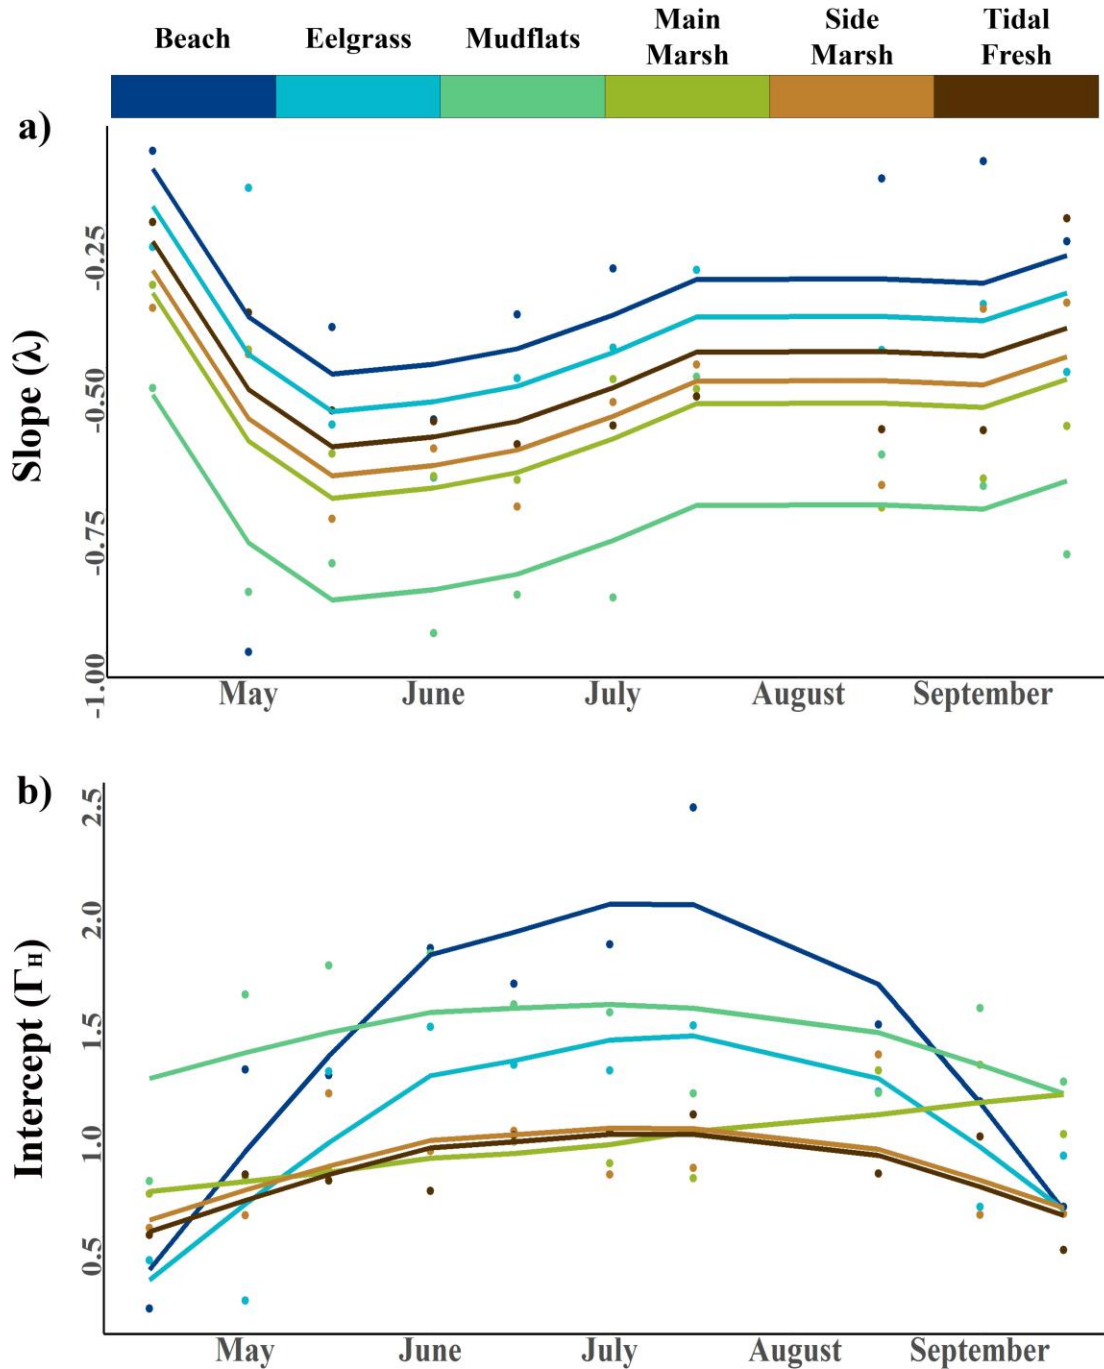 Beach Eelgrass Mudflats Main Marsh Side Marsh Tidal Fresh
a)
Slope (λ)
-0.25
-0.50
-0.75
-1.00
May June July August September
b)
Intercept (ΓH)
2.5
2.0
1.5
1.0
0.5
May June July August September